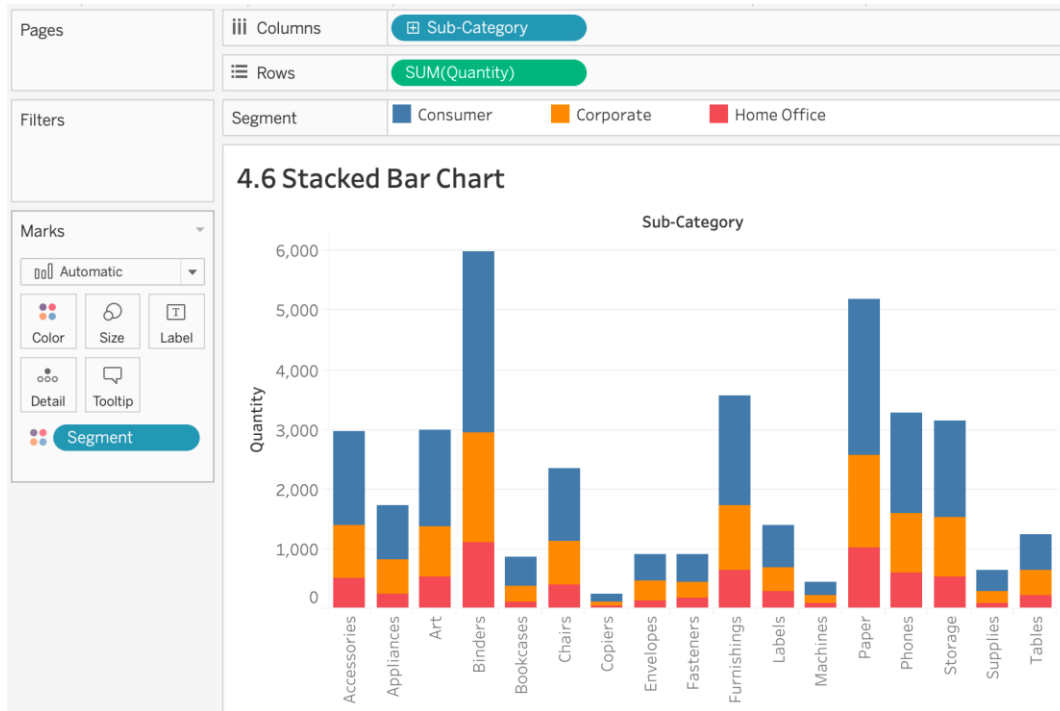 Pages
Columns
Sub-Category
Rows
SUM(Quantity)
Filters
Segment
Consumer
Corporate
Home Office
4.6 Stacked Bar Chart
Marks
Automatic
Color
Size
T
Label
Detail
Tooltip
Segment
Sub-Category
Quantity
6,000
5,000
4,000
3,000
2,000
1,000
0
Accessories
Appliances
Art
Binders
Bookcases
Chairs
Copiers
Envelopes
Fasteners
Furnishings
Labels
Machines
Paper
Phones
Storage
Supplies
Tables